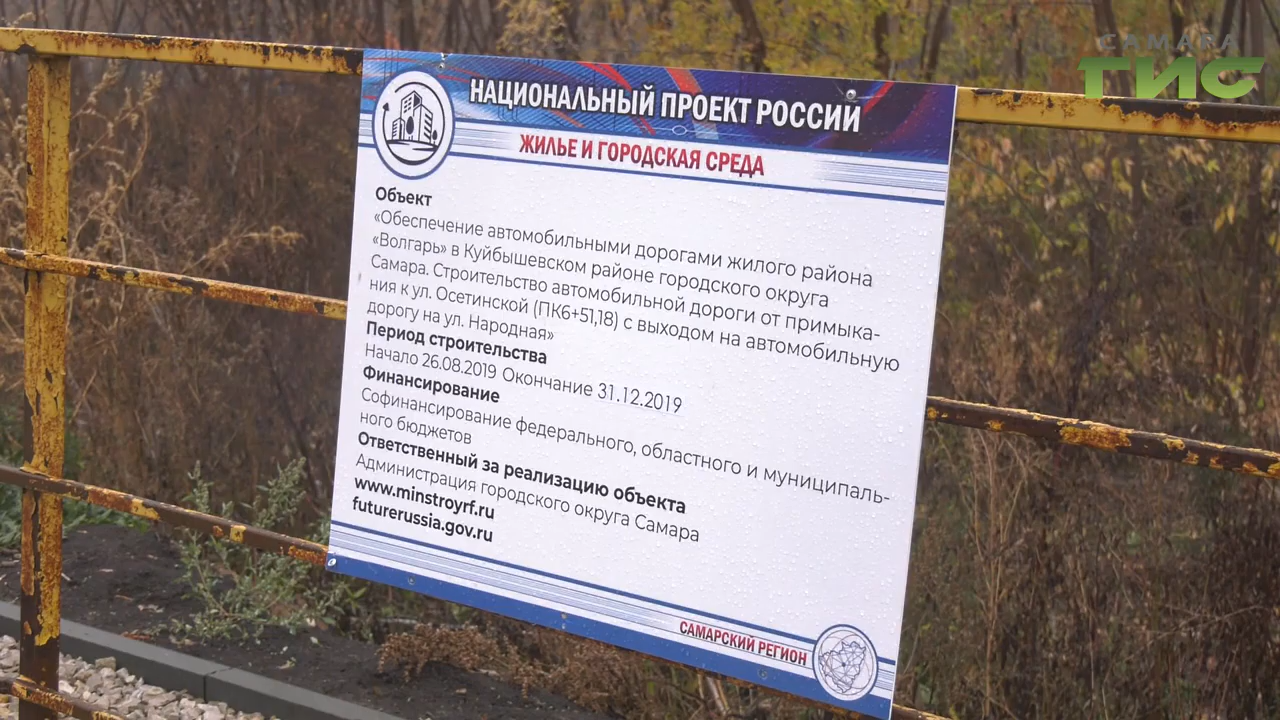 САМАРА
ГИС
НАЦИОНАЛЬНЫЙ ПРОЕКТ РОССИИ
ЖИЛЬЕ И ГОРОДСКАЯ СРЕДА
Объект
«Обеспечение автомобильными дорогами жилого района
«Волгарь» в Куйбышевском районе городского округа
Самара. Строительство автомобильной дороги от примыка-
ния к ул. Осетинской (ПК6+51,18) с выходом на автомобильную
дорогу на ул. Народная»
Период строительства
Начало 26.08.2019 Окончание 31.12.2019
Финансирование
Софинансирование федерального, областного и муниципаль-
ного бюджетов
Ответственный за реализацию объекта
Администрация городского округа Самара
www.minstroyrf.ru
futurerussia.gov.ru
САМАРСКИЙ РЕГИОН